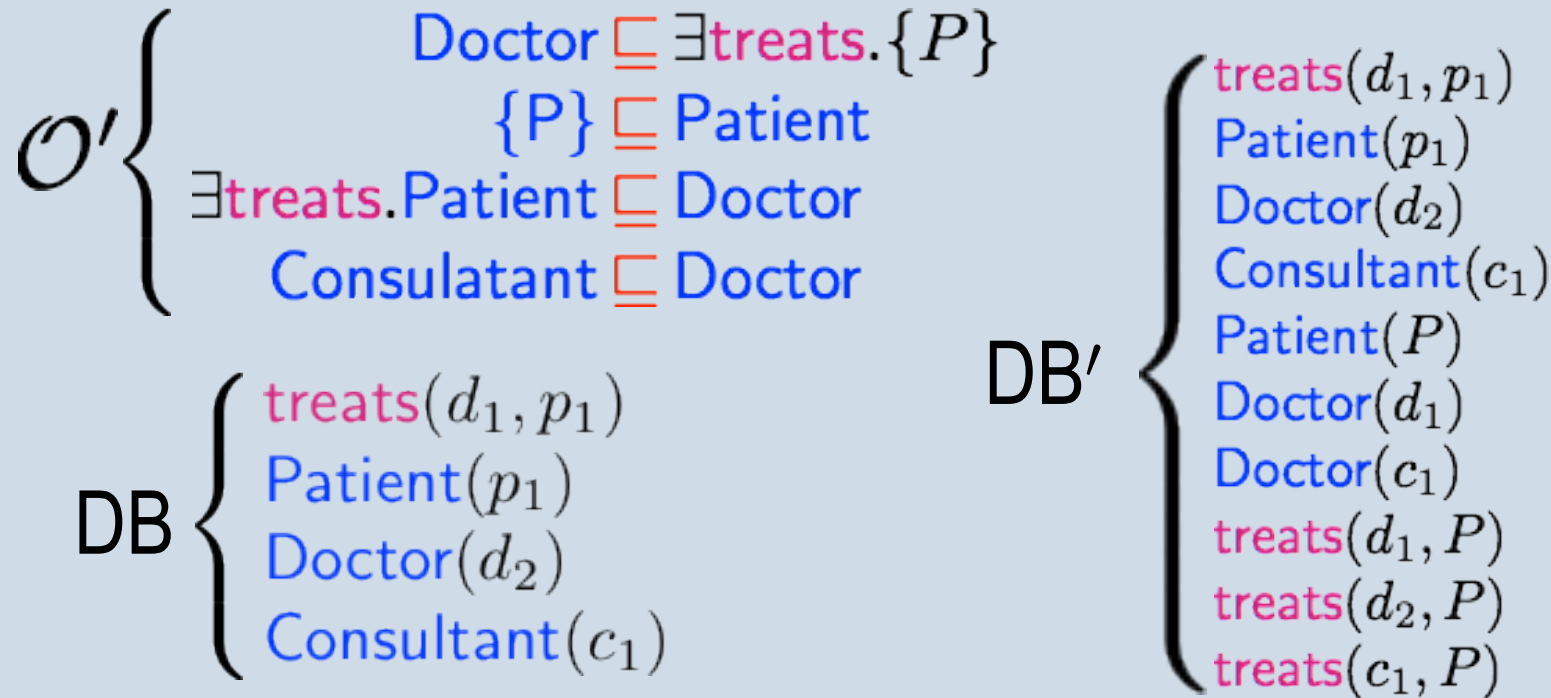 𝒪′
Doctor ⊑ ∃treats.{P}
{P} ⊑ Patient
∃treats.Patient ⊑ Doctor
Consulatant ⊑ Doctor
DB
treats(d₁, p₁)
Patient(p₁)
Doctor(d₂)
Consultant(c₁)
DB′
treats(d₁, p₁)
Patient(p₁)
Doctor(d₂)
Consultant(c₁)
Patient(P)
Doctor(d₁)
Doctor(c₁)
treats(d₁, P)
treats(d₂, P)
treats(c₁, P)